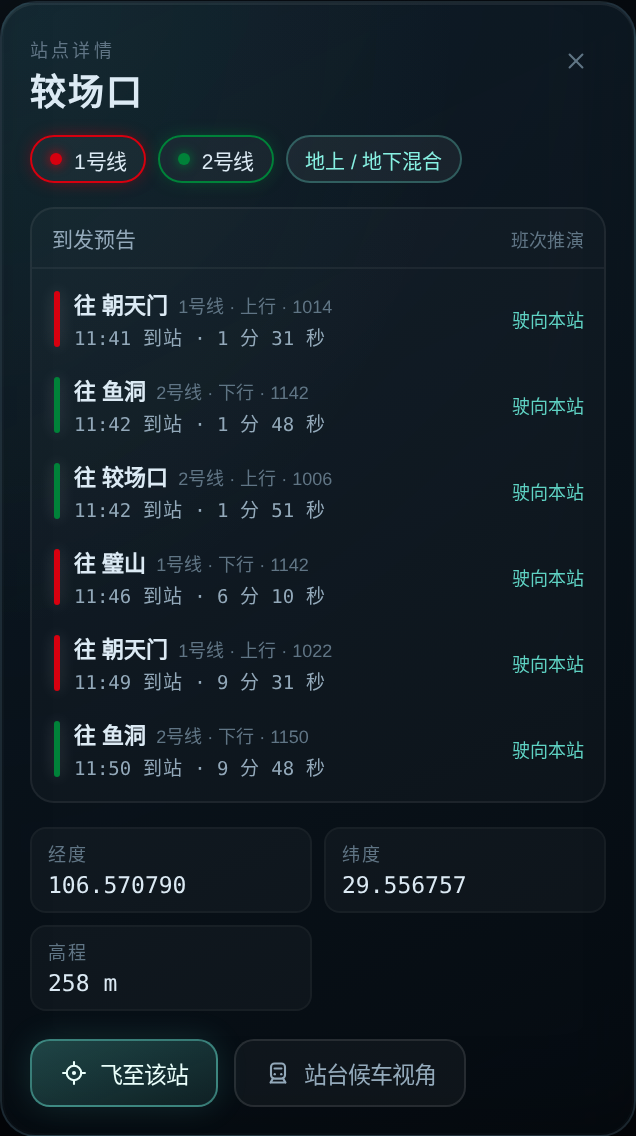 站点详情
较场口
1号线
2号线
地上 / 地下混合
到发预告
班次推演
往 朝天门 1号线 · 上行 · 1014
11:41 到站 · 1 分 31 秒
驶向本站
往 鱼洞 2号线 · 下行 · 1142
11:42 到站 · 1 分 48 秒
驶向本站
往 较场口 2号线 · 上行 · 1006
11:42 到站 · 1 分 51 秒
驶向本站
往 璧山 1号线 · 下行 · 1142
11:46 到站 · 6 分 10 秒
驶向本站
往 朝天门 1号线 · 上行 · 1022
11:49 到站 · 9 分 31 秒
驶向本站
往 鱼洞 2号线 · 下行 · 1150
11:50 到站 · 9 分 48 秒
驶向本站
经度
106.570790
纬度
29.556757
高程
258 m
飞至该站
站台候车视角